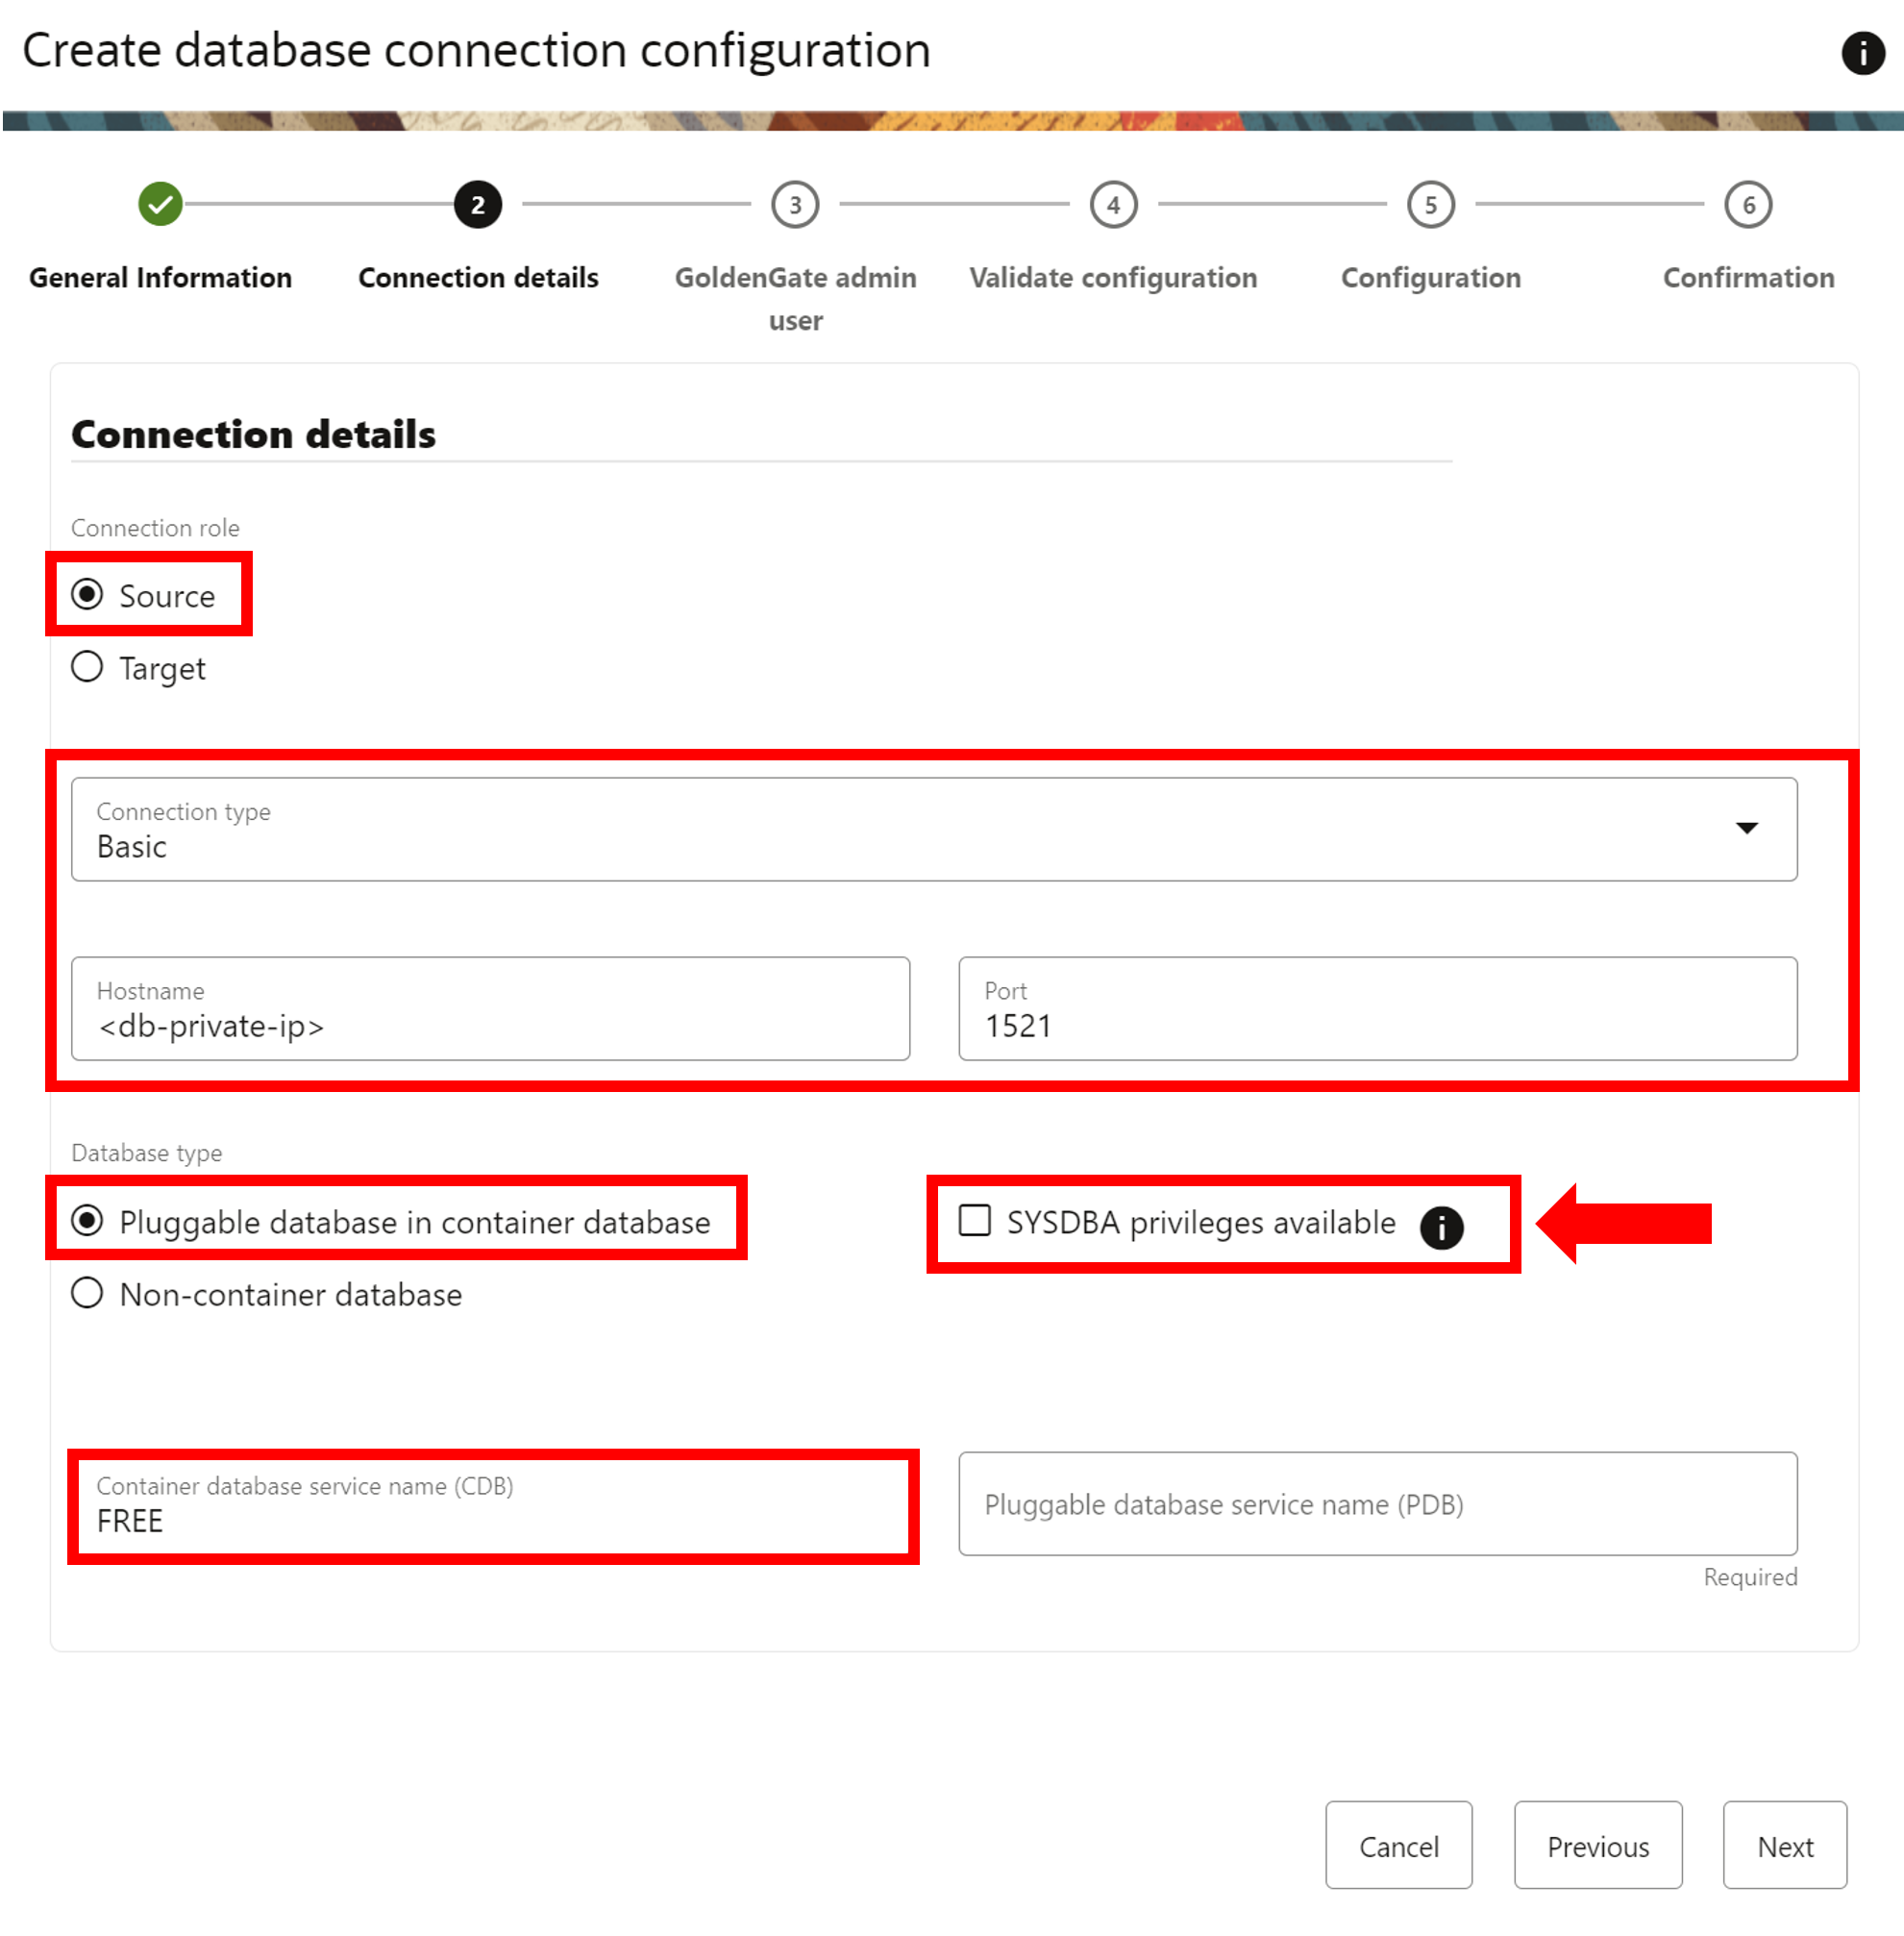 Create database connection configuration
i
2
3
4
5
6
General Information
Connection details
GoldenGate admin
user
Validate configuration
Configuration
Confirmation
Connection details
Connection role
Source
Target
Connection type
Basic
Hostname
<db-private-ip>
Port
1521
Database type
Pluggable database in container database
SYSDBA privileges available
i
Non-container database
Container database service name (CDB)
FREE
Pluggable database service name (PDB)
Required
Cancel
Previous
Next